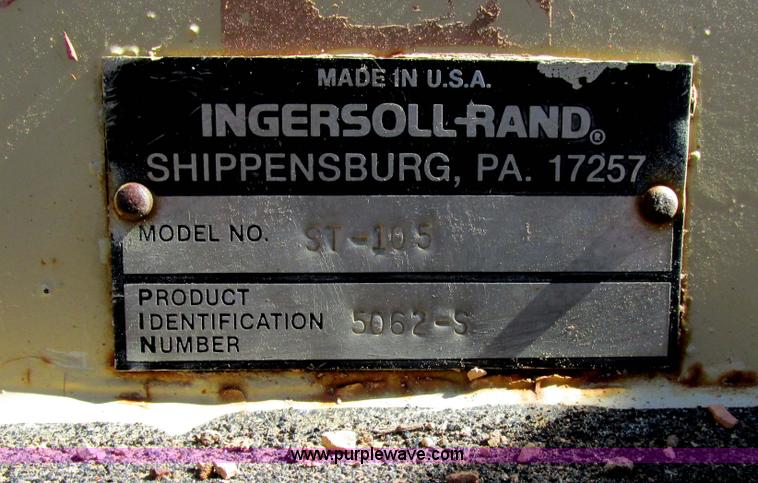 MADE IN U.S.A.
INGERSOLL-RAND®
SHIPPENSBURG, PA. 17257
MODEL NO. ST-105
PRODUCT
IDENTIFICATION 5062-S
NUMBER
www.purplewave.com